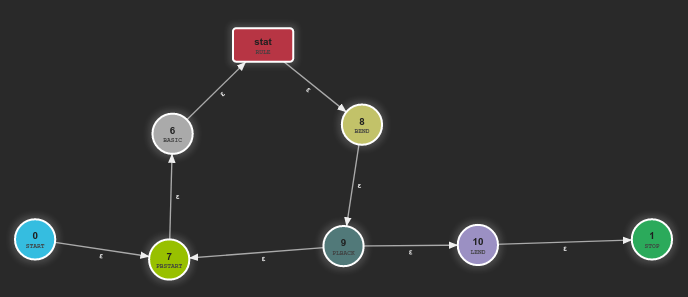 stat
RULE
ε
ε
8
BEND
6
BASIC
ε
ε
0
START
ε
7
PBSTART
ε
9
PLBACK
ε
10
LEND
ε
1
STOP